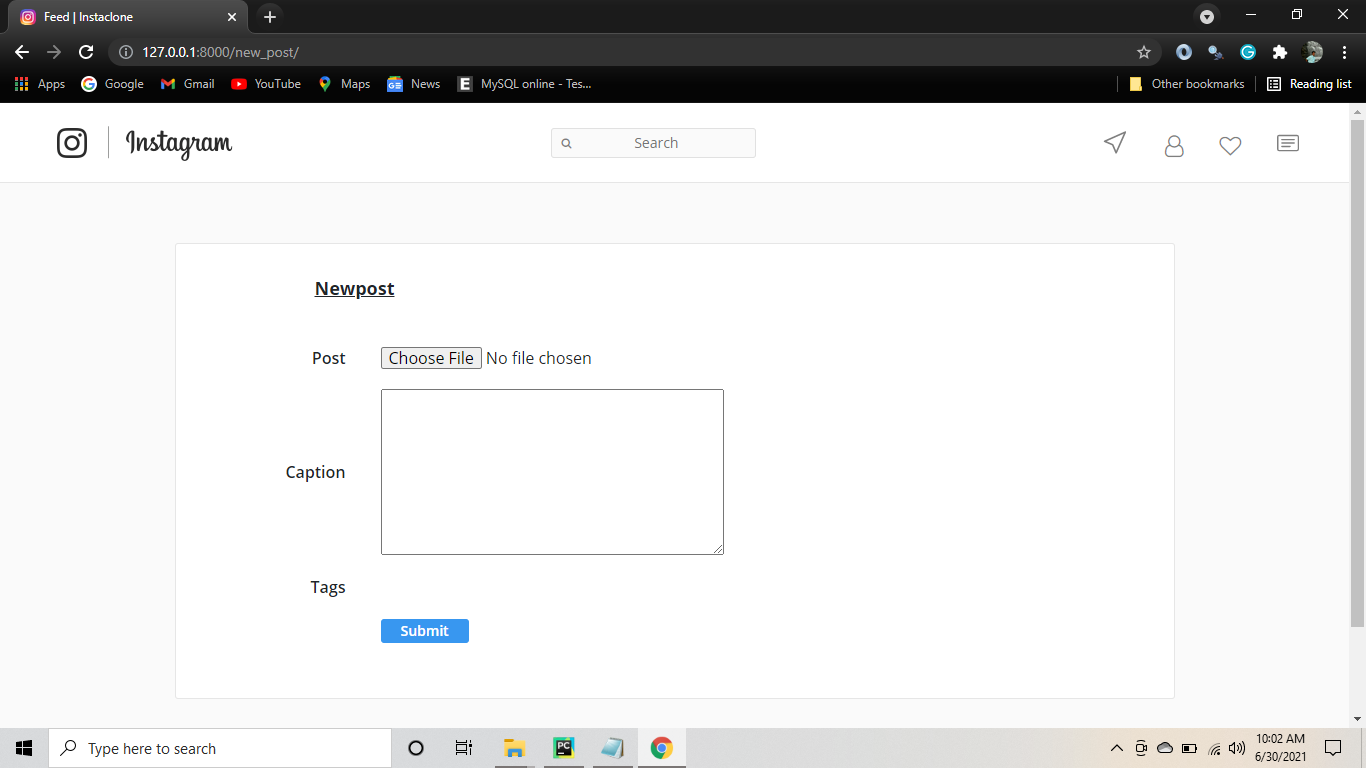 Feed | Instaclone
127.0.0.1:8000/new_post/
Apps Google Gmail YouTube Maps News E MySQL online - Tes... Other bookmarks Reading list
Instagram Search
Newpost
Post Choose File No file chosen
Caption
Tags
Submit
Type here to search PC 10:02 AM
6/30/2021